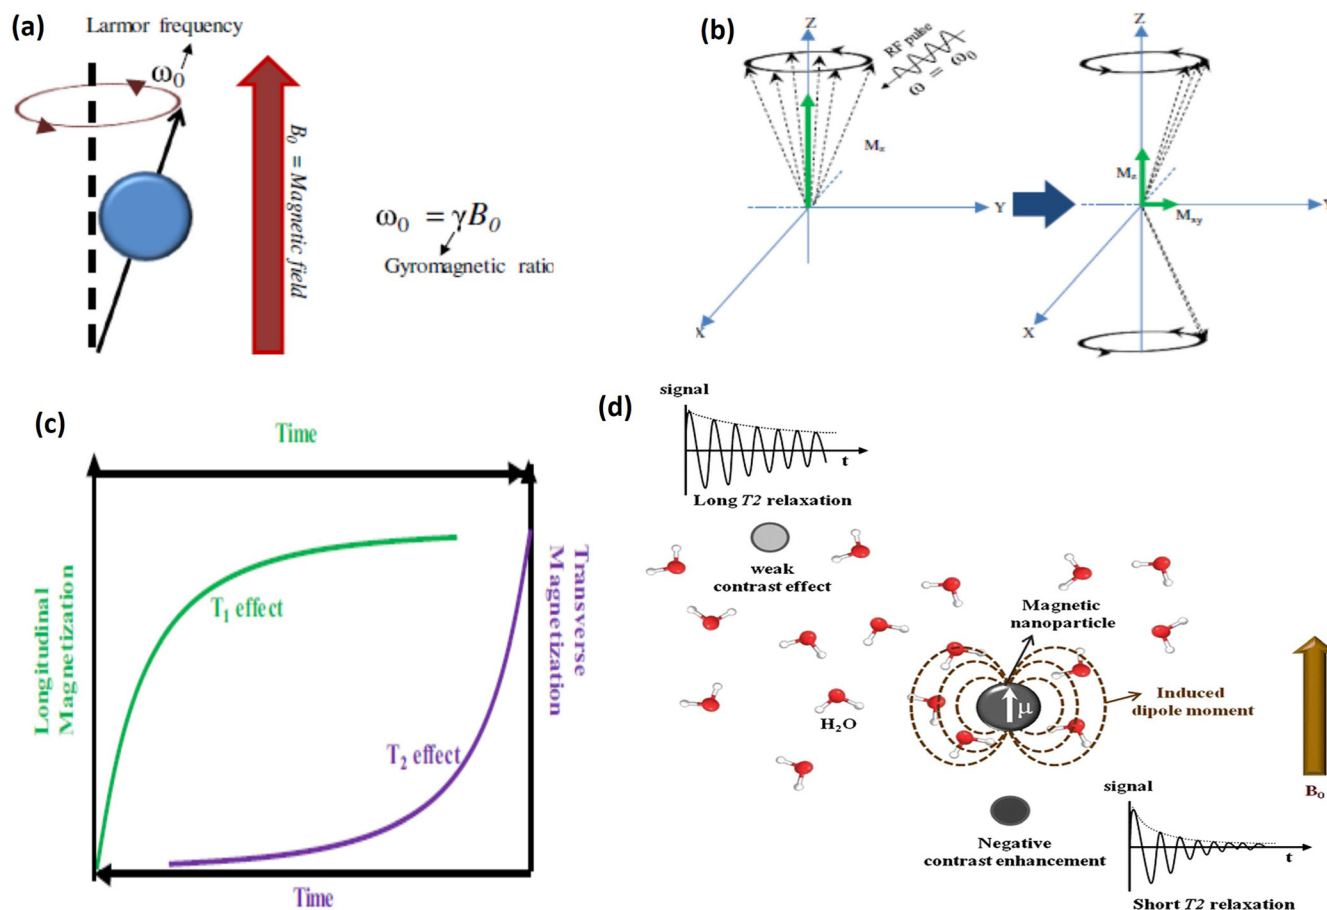 (a)
Larmor frequency
ω0
B0 = Magnetic field
ω0 = γB0
Gyromagnetic ratio
(b)
Z
RF pulse
ω = ω0
Mz
Y
X
Z
Mz
Mxy
Y
X
(c)
Time
Longitudinal
Magnetization
T1 effect
T2 effect
Transverse
Magnetization
Time
(d)
signal
t
Long T2 relaxation
weak
contrast effect
Magnetic
nanoparticle
μ
H2O
Induced
dipole moment
B0
Negative
contrast enhancement
signal
t
Short T2 relaxation